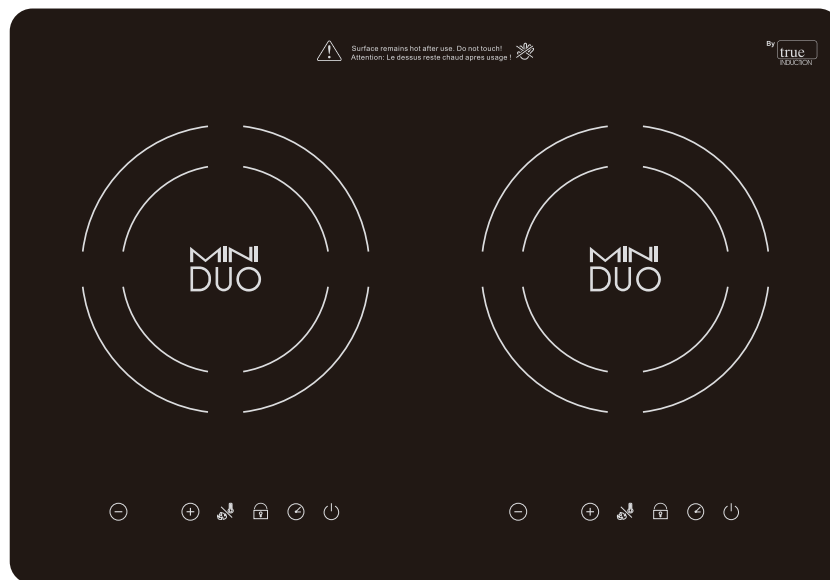 Surface remains hot after use. Do not touch!
Attention: Le dessus reste chaud apres usage !
By true
INDUCTION
MINI
DUO
MINI
DUO